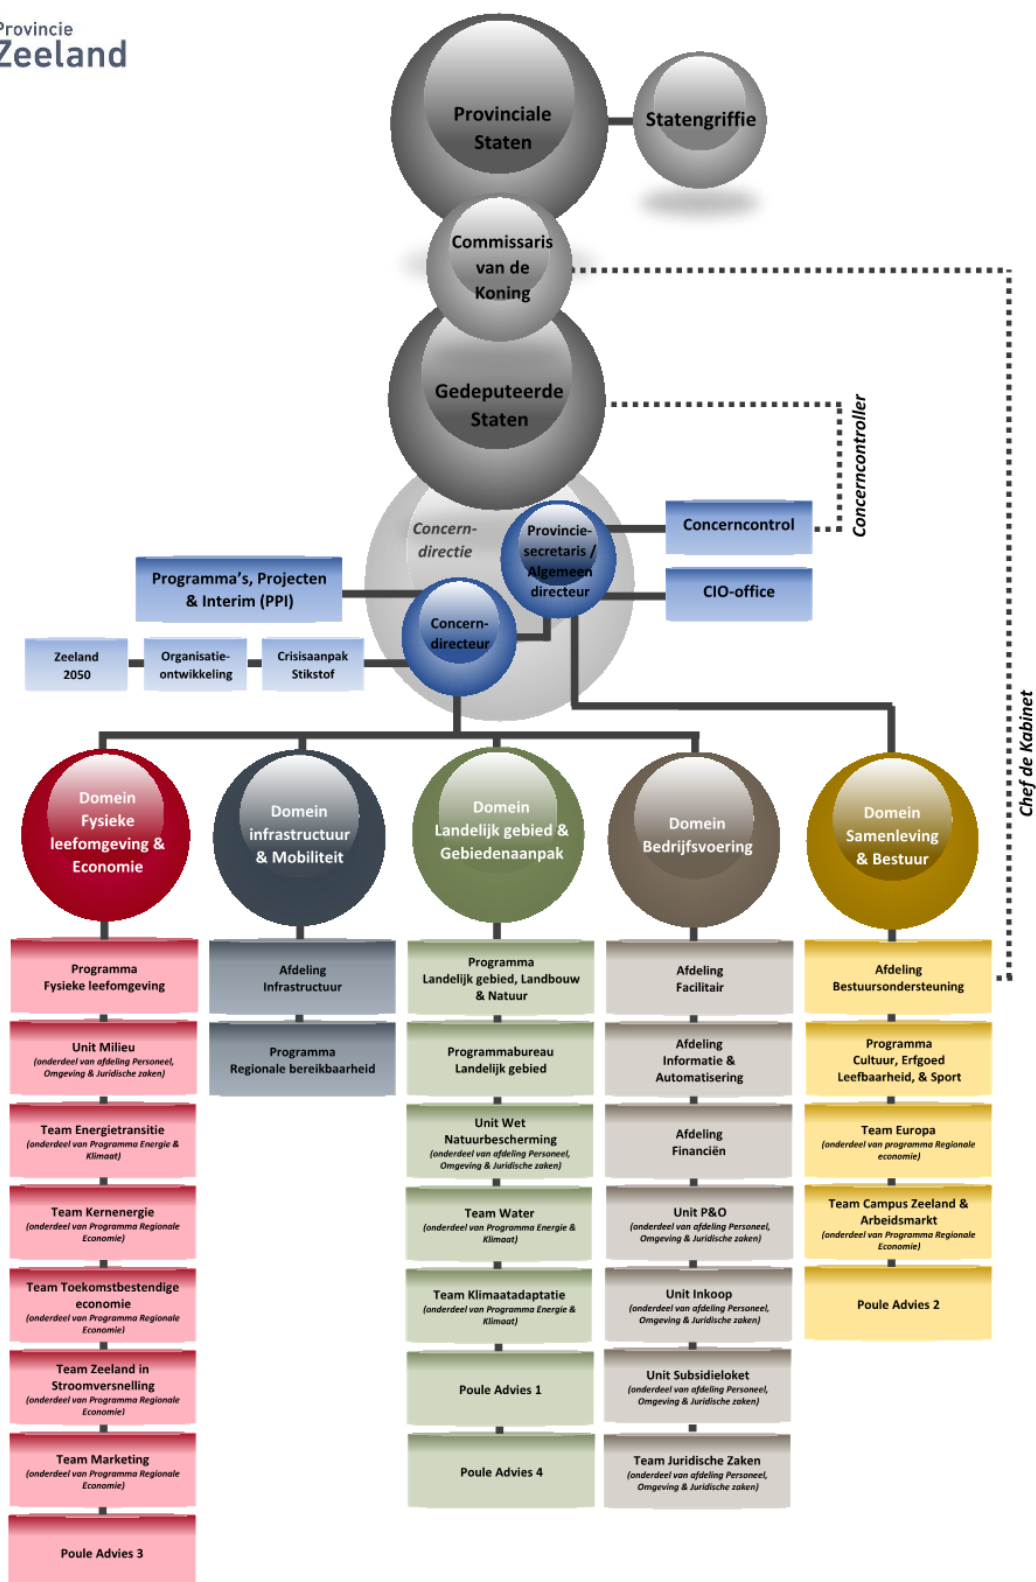 Provincie
Zeeland
Provinciale
Staten
Statengriffie
Commissaris
van de
Koning
Gedeputeerde
Staten
Concerncontroller
Chef de Kabinet
Concern-
directie
Provincie-
secretaris /
Algemeen
directeur
Concerncontrol
CIO-office
Programma's, Projecten
& Interim (PPI)
Concern-
directeur
Zeeland
2050
Organisatie-
ontwikkeling
Crisisaanpak
Stikstof
Domein
Fysieke
leefomgeving &
Economie
Domein
infrastructuur
& Mobiliteit
Domein
Landelijk gebied &
Gebiedenaanpak
Domein
Bedrijfsvoering
Domein
Samenleving
& Bestuur
Programma
Fysieke leefomgeving
Unit Milieu
(onderdeel van afdeling Personeel,
Omgeving & Juridische zaken)
Team Energietransitie
(onderdeel van Programma Energie &
Klimaat)
Team Kernenergie
(onderdeel van Programma Regionale
Economie)
Team Toekomstbestendige
economie
(onderdeel van Programma Regionale
Economie)
Team Zeeland in
Stroomversnelling
(onderdeel van Programma Regionale
Economie)
Team Marketing
(onderdeel van Programma Regionale
Economie)
Poule Advies 3
Afdeling
Infrastructuur
Programma
Regionale bereikbaarheid
Programma
Landelijk gebied, Landbouw
& Natuur
Programmabureau
Landelijk gebied
Unit Wet
Natuurbescherming
(onderdeel van afdeling Personeel,
Omgeving & Juridische zaken)
Team Water
(onderdeel van Programma Energie &
Klimaat)
Team Klimaatadaptatie
(onderdeel van Programma Energie &
Klimaat)
Poule Advies 1
Poule Advies 4
Afdeling
Facilitair
Afdeling
Informatie &
Automatisering
Afdeling
Financiën
Unit P&O
(onderdeel van afdeling Personeel,
Omgeving & Juridische zaken)
Unit Inkoop
(onderdeel van afdeling Personeel,
Omgeving & Juridische zaken)
Unit Subsidieloket
(onderdeel van afdeling Personeel,
Omgeving & Juridische zaken)
Team Juridische Zaken
(onderdeel van afdeling Personeel,
Omgeving & Juridische zaken)
Afdeling
Bestuursondersteuning
Programma
Cultuur, Erfgoed
Leefbaarheid, & Sport
Team Europa
(onderdeel van programma Regionale
economie)
Team Campus Zeeland &
Arbeidsmarkt
(onderdeel van Programma Regionale
Economie)
Poule Advies 2